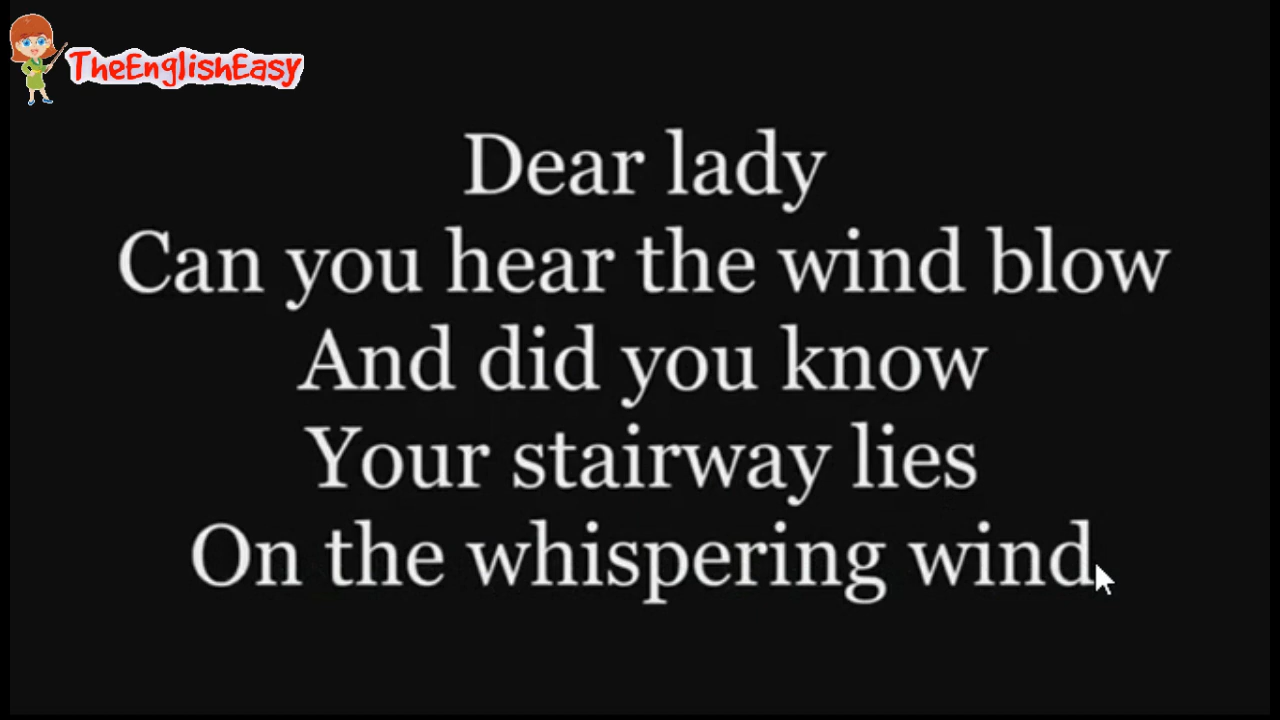 TheEnglishEasy
Dear lady
Can you hear the wind blow
And did you know
Your stairway lies
On the whispering wind